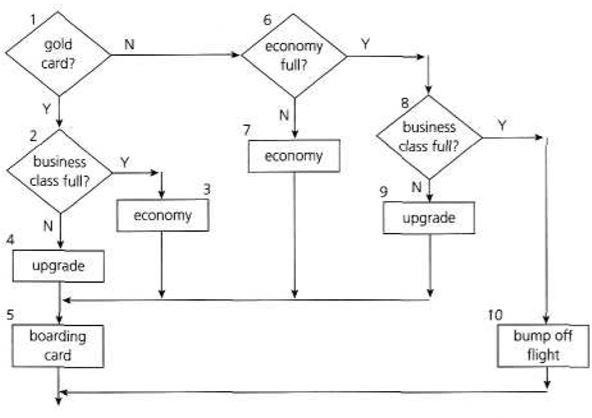 1
gold
card?
N
6
economy
full?
Y
Y
2
business
class full?
Y
3
economy
N
4
upgrade
5
boarding
card
N
7
economy
8
business
class full?
Y
N
9
upgrade
10
bump off
flight